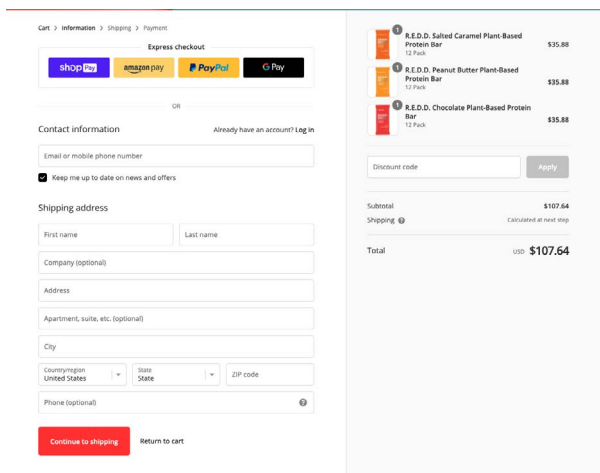 Cart > Information > Shipping > Payment
Express checkout
shop Pay
amazon pay
PayPal
G Pay
OR
Contact information
Already have an account? Log in
Email or mobile phone number
Keep me up to date on news and offers
Shipping address
First name
Last name
Company (optional)
Address
Apartment, suite, etc. (optional)
City
Country/region
United States
State
State
ZIP code
Phone (optional)
?
Continue to shipping
Return to cart
1
R.E.D.D. Salted Caramel Plant-Based
Protein Bar
12 Pack
$35.88
1
R.E.D.D. Peanut Butter Plant-Based
Protein Bar
12 Pack
$35.88
1
R.E.D.D. Chocolate Plant-Based Protein
Bar
12 Pack
$35.88
Discount code
Apply
Subtotal
$107.64
Shipping ?
Calculated at next step
Total
USD $107.64